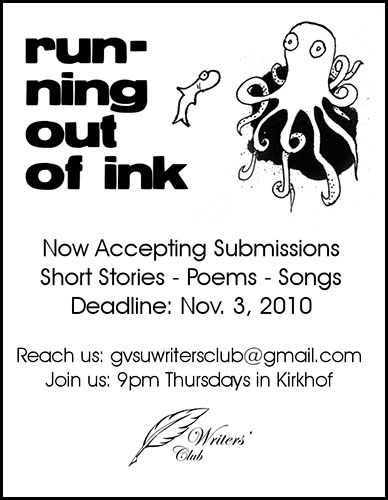 run-
ning
out
of ink
Now Accepting Submissions
Short Stories - Poems - Songs
Deadline: Nov. 3, 2010
Reach us: gvsuwritersclub@gmail.com
Join us: 9pm Thursdays in Kirkhof
Writers'
Club